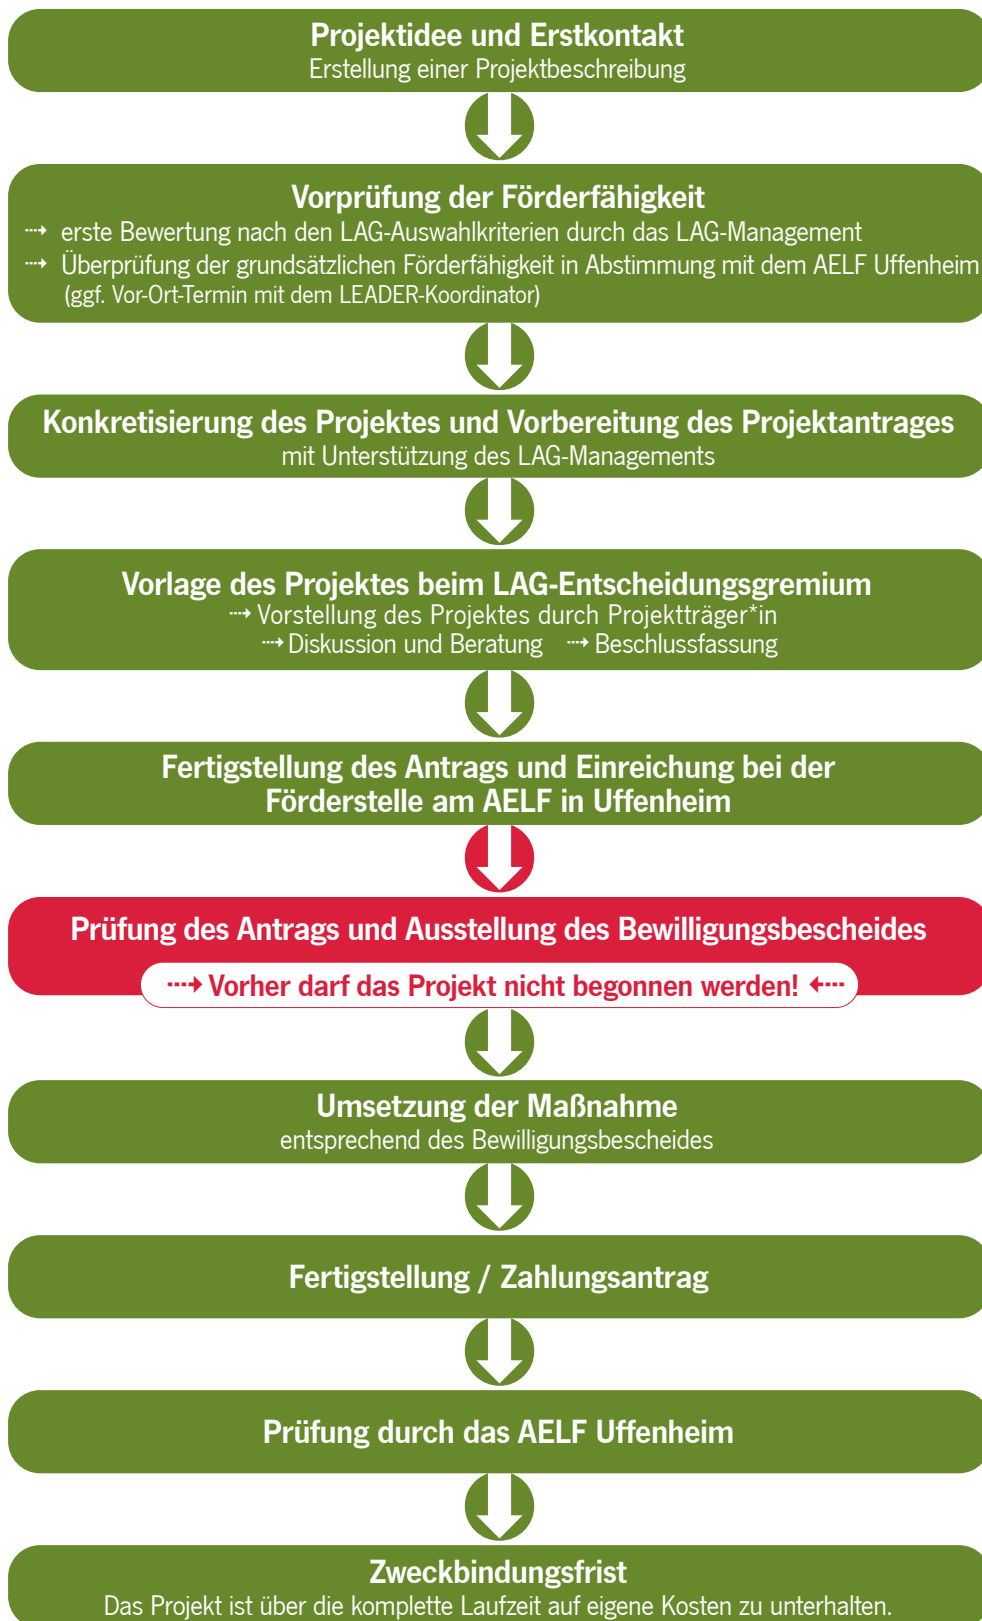 Projektidee und Erstkontakt
Erstellung einer Projektbeschreibung
Vorprüfung der Förderfähigkeit
⇢ erste Bewertung nach den LAG-Auswahlkriterien durch das LAG-Management
⇢ Überprüfung der grundsätzlichen Förderfähigkeit in Abstimmung mit dem AELF Uffenheim
(ggf. Vor-Ort-Termin mit dem LEADER-Koordinator)
Konkretisierung des Projektes und Vorbereitung des Projektantrages
mit Unterstützung des LAG-Managements
Vorlage des Projektes beim LAG-Entscheidungsgremium
⇢ Vorstellung des Projektes durch Projektträger*in
⇢ Diskussion und Beratung ⇢ Beschlussfassung
Fertigstellung des Antrags und Einreichung bei der
Förderstelle am AELF in Uffenheim
Prüfung des Antrags und Ausstellung des Bewilligungsbescheides
⇢ Vorher darf das Projekt nicht begonnen werden! ⇠
Umsetzung der Maßnahme
entsprechend des Bewilligungsbescheides
Fertigstellung / Zahlungsantrag
Prüfung durch das AELF Uffenheim
Zweckbindungsfrist
Das Projekt ist über die komplette Laufzeit auf eigene Kosten zu unterhalten.